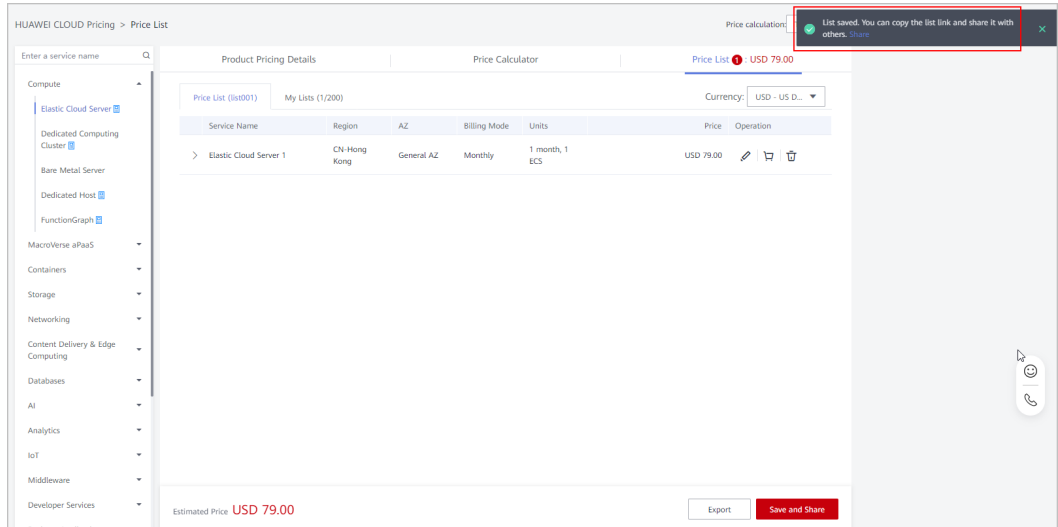 HUAWEI CLOUD Pricing > Price List
Price calculation:
List saved. You can copy the list link and share it with
others. Share
Enter a service name
Product Pricing Details
Price Calculator
Price List 1 : USD 79.00
Compute
Elastic Cloud Server
Dedicated Computing
Cluster
Bare Metal Server
Dedicated Host
FunctionGraph
MacroVerse aPaaS
Containers
Storage
Networking
Content Delivery & Edge
Computing
Databases
AI
Analytics
IoT
Middleware
Developer Services
Price List (list001)
My Lists (1/200)
Currency: USD - US D...
Service Name Region AZ Billing Mode Units Price Operation
Elastic Cloud Server 1
CN-Hong
Kong
General AZ
Monthly
1 month, 1
ECS
USD 79.00
Estimated Price USD 79.00
Export
Save and Share